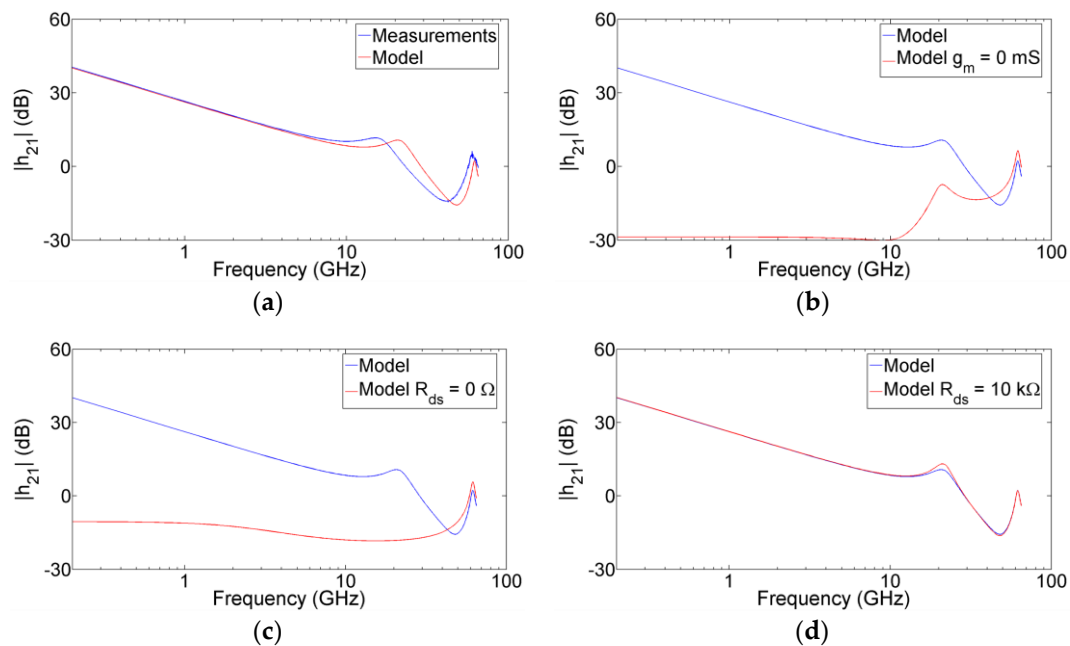 60
30
0
-30
|h21| (dB)
Measurements
Model
1
10
100
Frequency (GHz)
(a)
60
30
0
-30
|h21| (dB)
Model
Model gm = 0 mS
1
10
100
Frequency (GHz)
(b)
60
30
0
-30
|h21| (dB)
Model
Model Rds = 0 Ω
1
10
100
Frequency (GHz)
(c)
60
30
0
-30
|h21| (dB)
Model
Model Rds = 10 kΩ
1
10
100
Frequency (GHz)
(d)